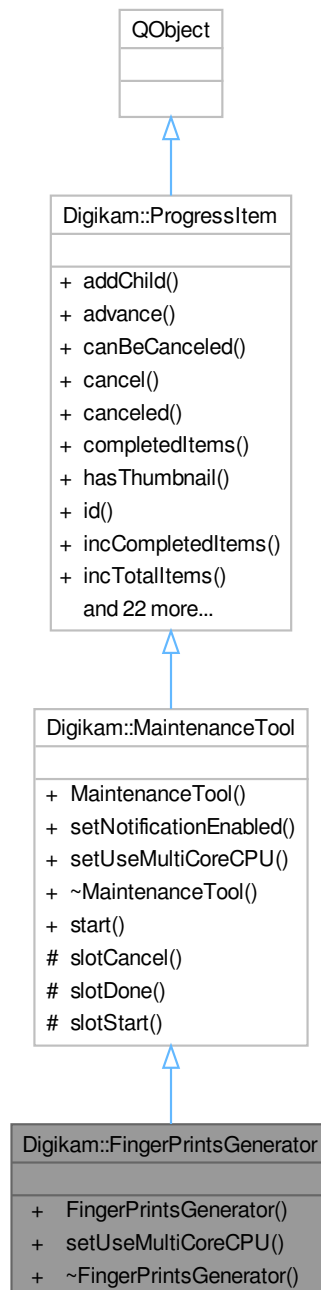 QObject
Digikam::ProgressItem
+ addChild()
+ advance()
+ canBeCanceled()
+ cancel()
+ canceled()
+ completedItems()
+ hasThumbnail()
+ id()
+ incCompletedItems()
+ incTotalItems()
and 22 more...
Digikam::MaintenanceTool
+ MaintenanceTool()
+ setNotificationEnabled()
+ setUseMultiCoreCPU()
+ ~MaintenanceTool()
+ start()
# slotCancel()
# slotDone()
# slotStart()
Digikam::FingerPrintsGenerator
+ FingerPrintsGenerator()
+ setUseMultiCoreCPU()
+ ~FingerPrintsGenerator()